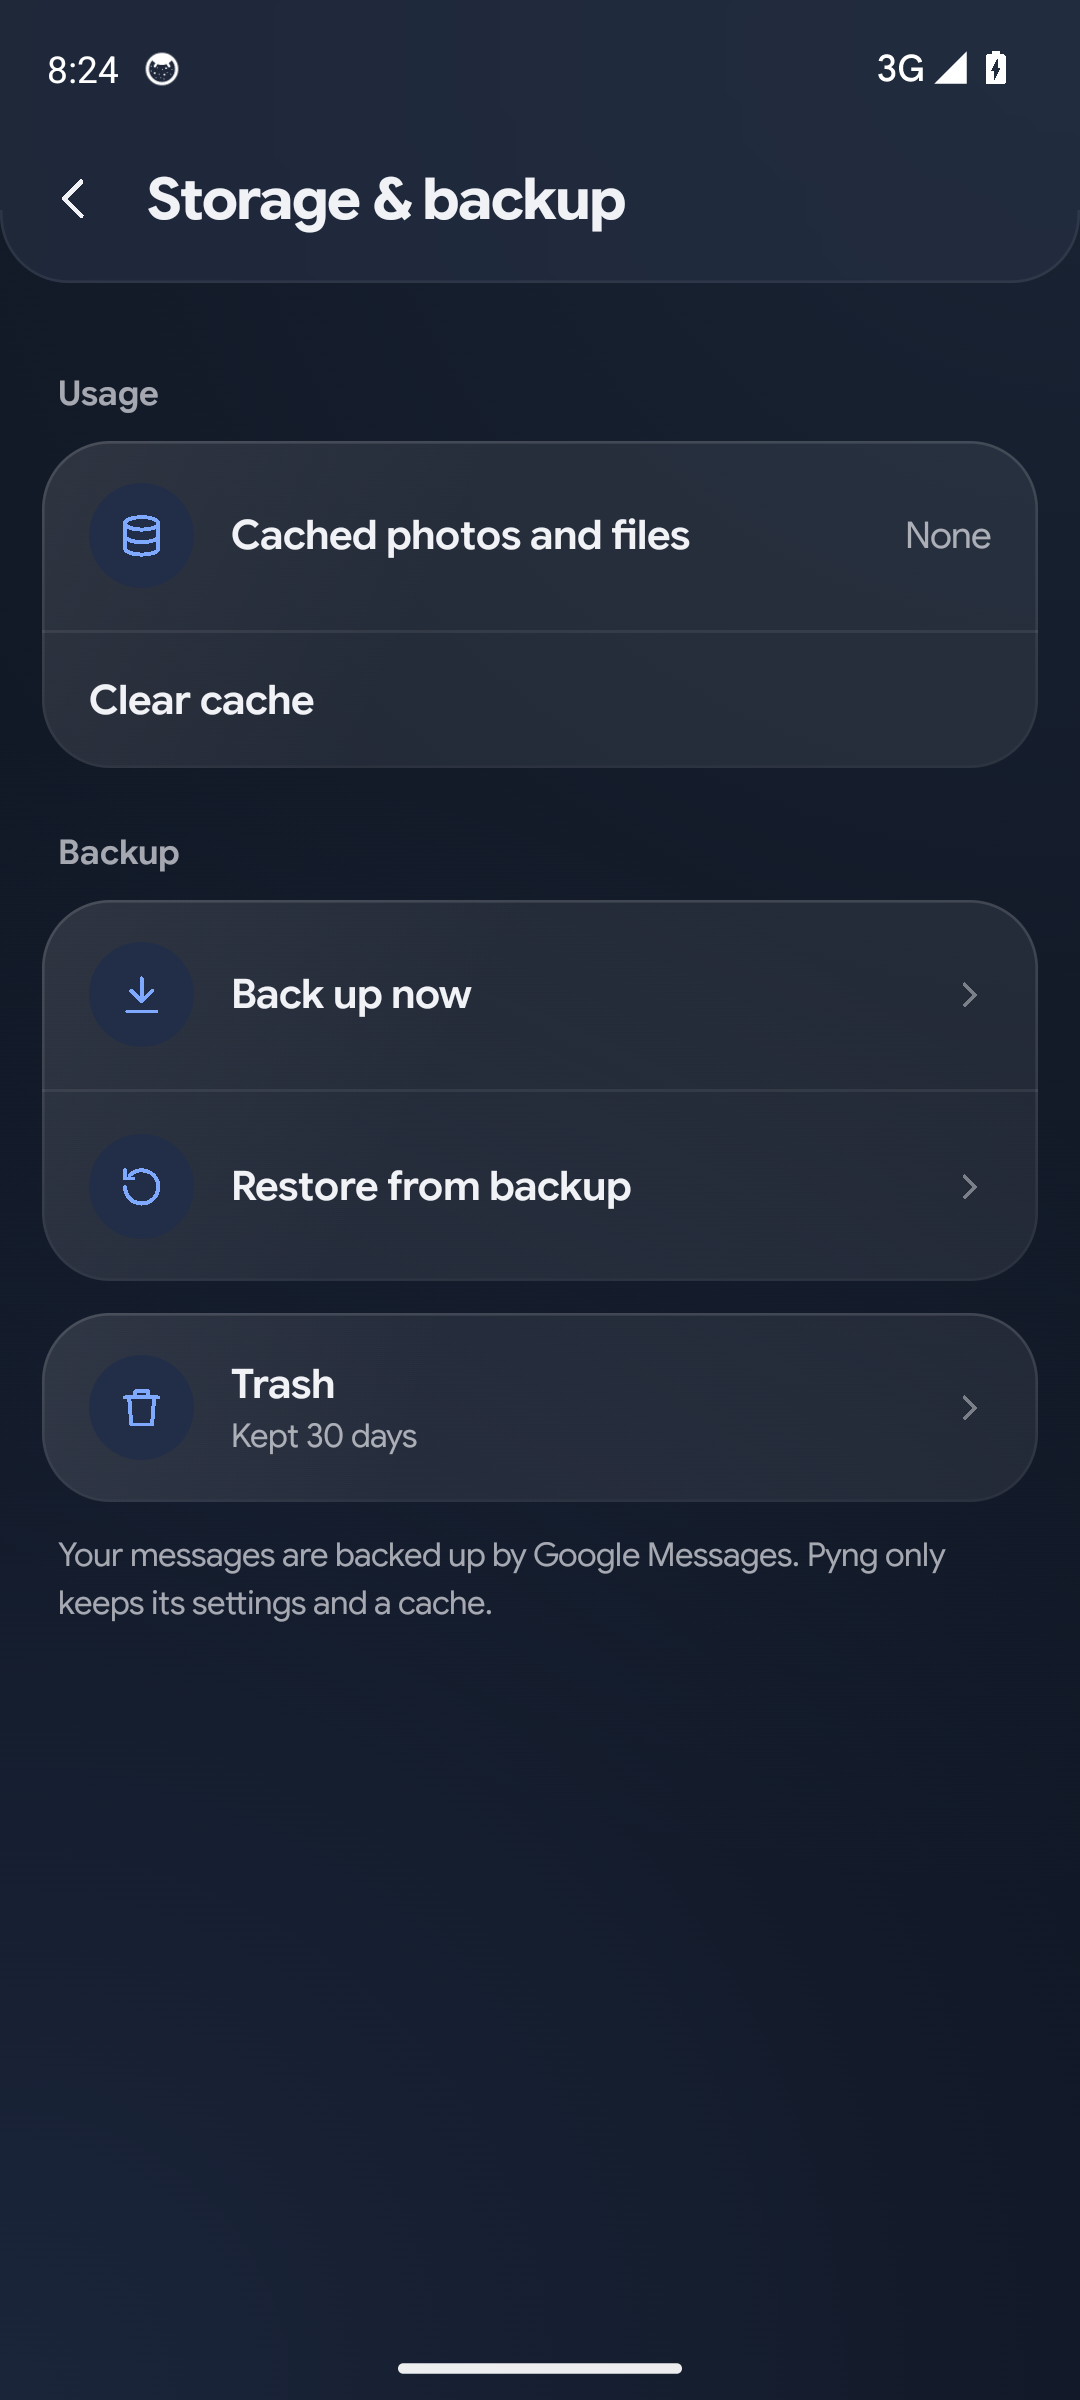 8:24
3G
Storage & backup
Usage
Cached photos and files
None
Clear cache
Backup
Back up now
Restore from backup
Trash
Kept 30 days
Your messages are backed up by Google Messages. Pyng only
keeps its settings and a cache.